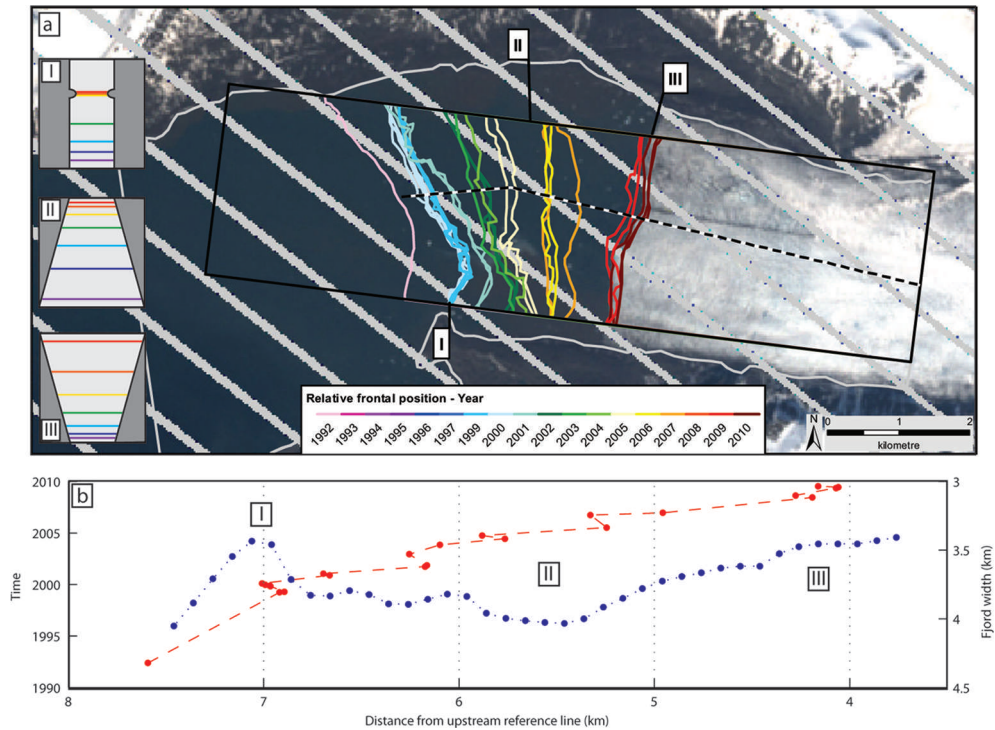 a
I
II
III
II
III
I
Relative frontal position - Year
1992 1993 1994 1995 1996 1997 1999 2000 2001 2002 2003 2004 2005 2006 2007 2008 2009 2010
N
0 1 2
kilometre
b
I
II
III
2010
2005
2000
1995
1990
Time
8 7 6 5 4
Distance from upstream reference line (km)
3
3.5
4
4.5
Fjord width (km)